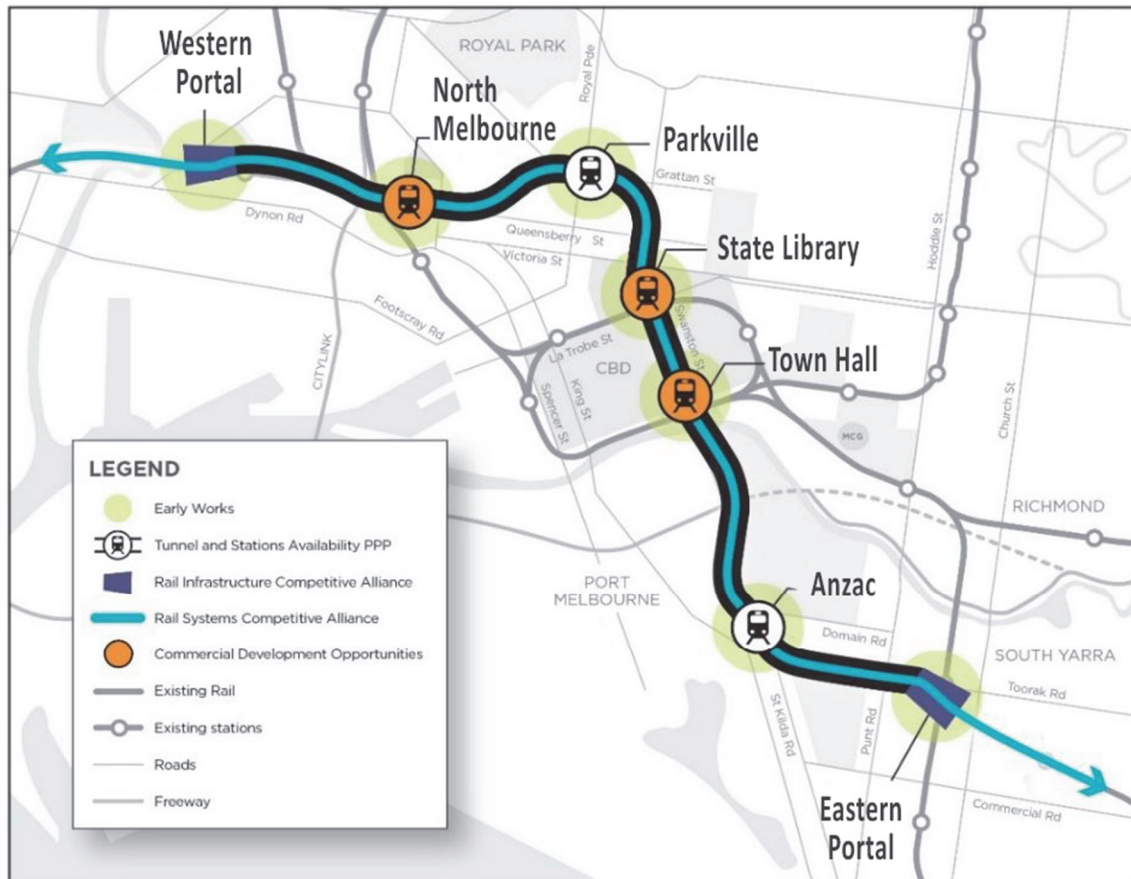 Western
Portal
ROYAL PARK
Royal Pde
North
Melbourne
Parkville
Grattan St
Dynon Rd
Queensberry St
Victoria St
State Library
Hoddle St
Footscray Rd
CITYLINK
La Trobe St
Swanston St
CBD
Town Hall
King St
Spencer St
Church St
MCG
LEGEND
Early Works
Tunnel and Stations Availability PPP
Rail Infrastructure Competitive Alliance
Rail Systems Competitive Alliance
Commercial Development Opportunities
Existing Rail
Existing stations
Roads
Freeway
RICHMOND
PORT
MELBOURNE
Anzac
Domain Rd
SOUTH YARRA
Toorak Rd
St Kilda Rd
Punt Rd
Commercial Rd
Eastern
Portal